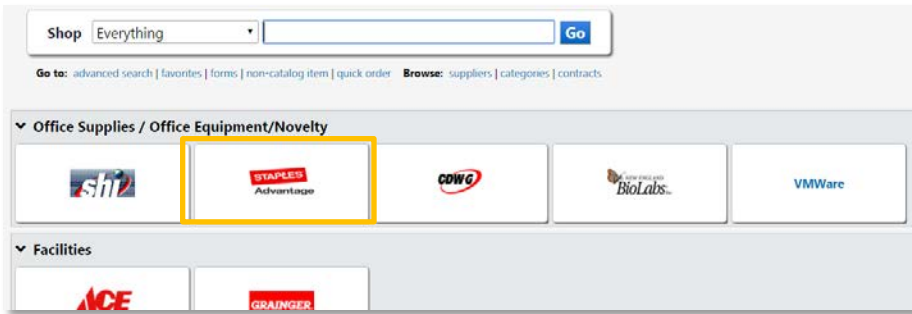 Shop Everything Go
Go to: advanced search | favorites | forms | non-catalog item | quick order Browse: suppliers | categories | contracts
Office Supplies / Office Equipment/Novelty
shi
STAPLES
Advantage
CDWG
NEW ENGLAND
BioLabs
VMWare
Facilities
ACE
GRAINGER